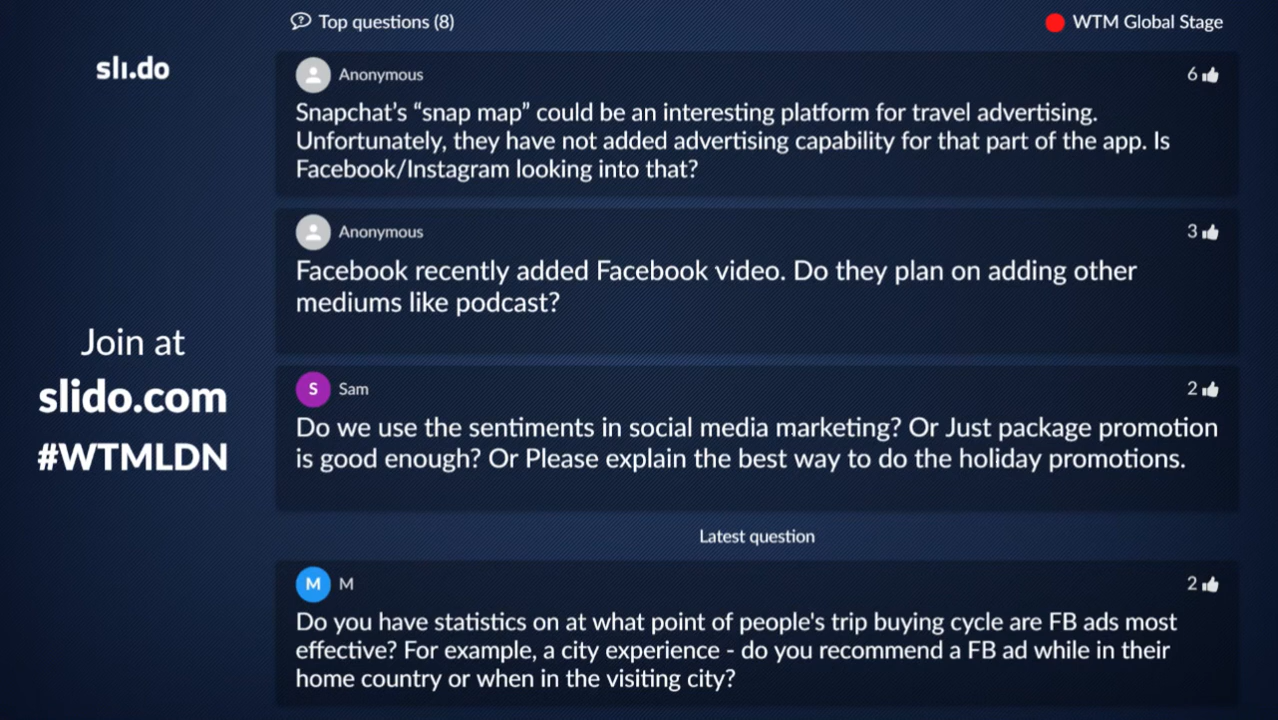 Top questions (8)
WTM Global Stage
sli.do
Anonymous
6
Snapchat’s “snap map” could be an interesting platform for travel advertising.
Unfortunately, they have not added advertising capability for that part of the app. Is
Facebook/Instagram looking into that?
Anonymous
3
Facebook recently added Facebook video. Do they plan on adding other
mediums like podcast?
Join at
slido.com
#WTMLDN
S
Sam
2
Do we use the sentiments in social media marketing? Or Just package promotion
is good enough? Or Please explain the best way to do the holiday promotions.
Latest question
M
M
2
Do you have statistics on at what point of people's trip buying cycle are FB ads most
effective? For example, a city experience - do you recommend a FB ad while in their
home country or when in the visiting city?